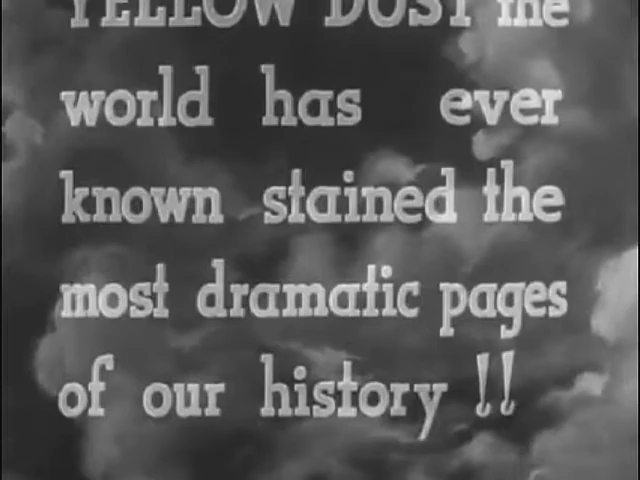 YELLOW DUST the
world has ever
known stained the
most dramatic pages
of our history !!